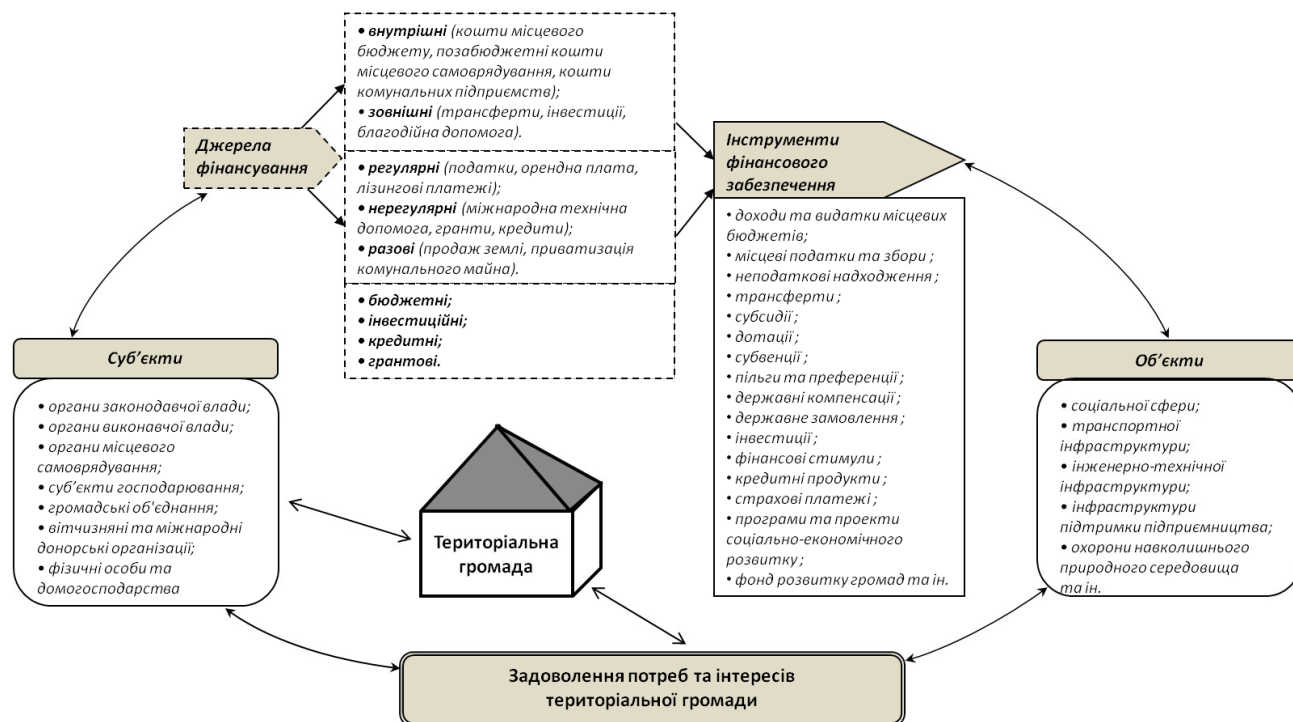 Джерела
фінансування
• внутрішні (кошти місцевого
бюджету, позабюджетні кошти
місцевого самоврядування, кошти
комунальних підприємств);
• зовнішні (трансферти, інвестиції,
благодійна допомога).
• регулярні (податки, орендна плата,
лізингові платежі);
• нерегулярні (міжнародна технічна
допомога, гранти, кредити);
• разові (продаж землі, приватизація
комунального майна).
• бюджетні;
• інвестиційні;
• кредитні;
• грантові.
Інструменти
фінансового
забезпечення
• доходи та видатки місцевих
бюджетів;
• місцеві податки та збори ;
• неподаткові надходження ;
• трансферти ;
• субсидії ;
• дотації ;
• субвенції ;
• пільги та преференції ;
• державні компенсації ;
• державне замовлення ;
• інвестиції ;
• фінансові стимули ;
• кредитні продукти ;
• страхові платежі ;
• програми та проекти
соціально-економічного
розвитку ;
• фонд розвитку громад та ін.
Суб’єкти
• органи законодавчої влади;
• органи виконавчої влади;
• органи місцевого
самоврядування;
• суб’єкти господарювання;
• громадські об'єднання;
• вітчизняні та міжнародні
донорські організації;
• фізичні особи та
домогосподарства
Територіальна
громада
Об’єкти
• соціальної сфери;
• транспортної
інфраструктури;
• інженерно-технічної
інфраструктури;
• інфраструктури
підтримки підприємництва;
• охорони навколишнього
природного середовища
та ін.
Задоволення потреб та інтересів
територіальної громади